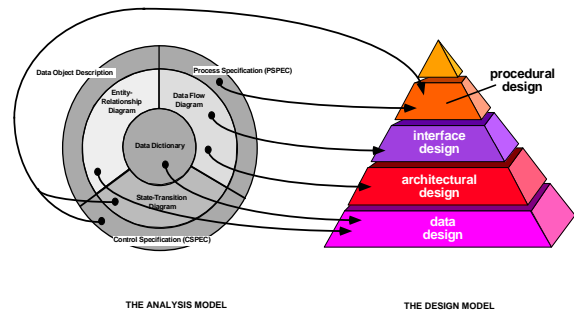 Data Object Description
Process Specification (PSPEC)
Entity-
Relationship
Diagram
Data Flow
Diagram
Data Dictionary
State-Transition
Diagram
Control Specification (CSPEC)
procedural
design
interface
design
architectural
design
data
design
THE ANALYSIS MODEL
THE DESIGN MODEL